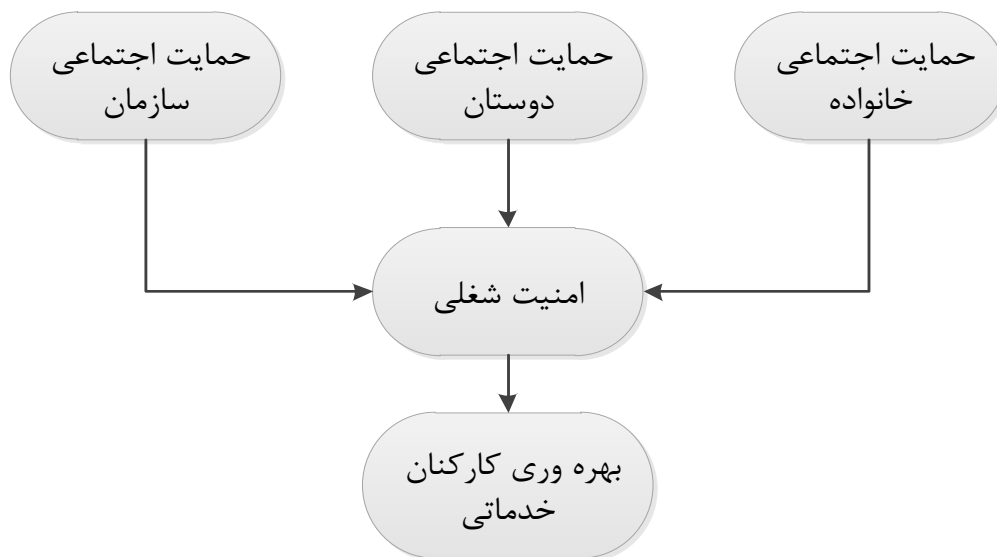 حمایت اجتماعی
خانواده
حمایت اجتماعی
دوستان
حمایت اجتماعی
سازمان
امنیت شغلی
بهره وری کارکنان
خدماتی